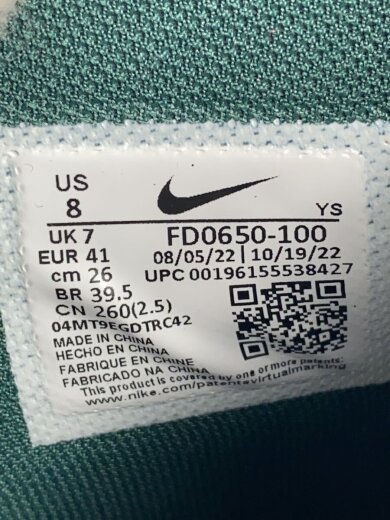 US
8
YS
UK 7
FD0650-100
EUR 41
08/05/22 | 10/19/22
cm 26
UPC 00196155538427
BR 39.5
CN 260(2.5)
04MT9EGDTRC42
MADE IN CHINA
HECHO EN CHINA
FABRIQUE EN CHINE
FABRICADO NA CHINA
This product is covered by one or more patents
www.nike.com/patentsvirtualmarking